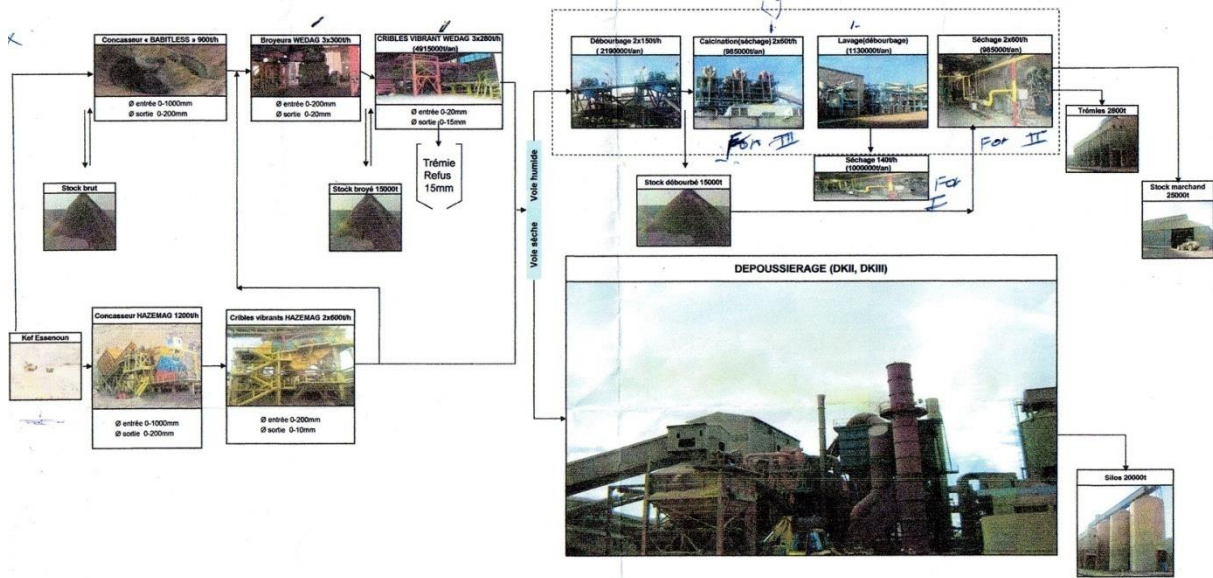 Concasseur « BABITLESS » 900t/h
Ø entrée 0-1000mm
Ø sortie 0-200mm
Broyeurs WEDAG 3x300t/h
Ø entrée 0-200mm
Ø sortie 0-20mm
CRIBLES VIBRANT WEDAG 3x280t/h
(4915000t/an)
Ø entrée 0-20mm
Ø sortie 0-15mm
Trémie
Refus
15mm
Stock brut
Stock broyé 15000t
Voie humide
Voie sèche
Débourbage 2x150t/h
(2190000t/an)
Calcination(séchage) 2x60t/h
(985000t/an)
Lavage(débourbage)
(1130000t/an)
Séchage 2x60t/h
(985000t/an)
For III
For II
Séchage 140t/h
(1000000t/an)
For
I
Stock débourbé 15000t
Trémies 2800t
Stock marchand
25000t
Kef Essenoun
Concasseur HAZEMAG 1200t/h
Ø entrée 0-1000mm
Ø sortie 0-200mm
Cribles vibrants HAZEMAG 2x600t/h
Ø entrée 0-200mm
Ø sortie 0-10mm
DEPOUSSIERAGE (DKII, DKIII)
Silos 20000t